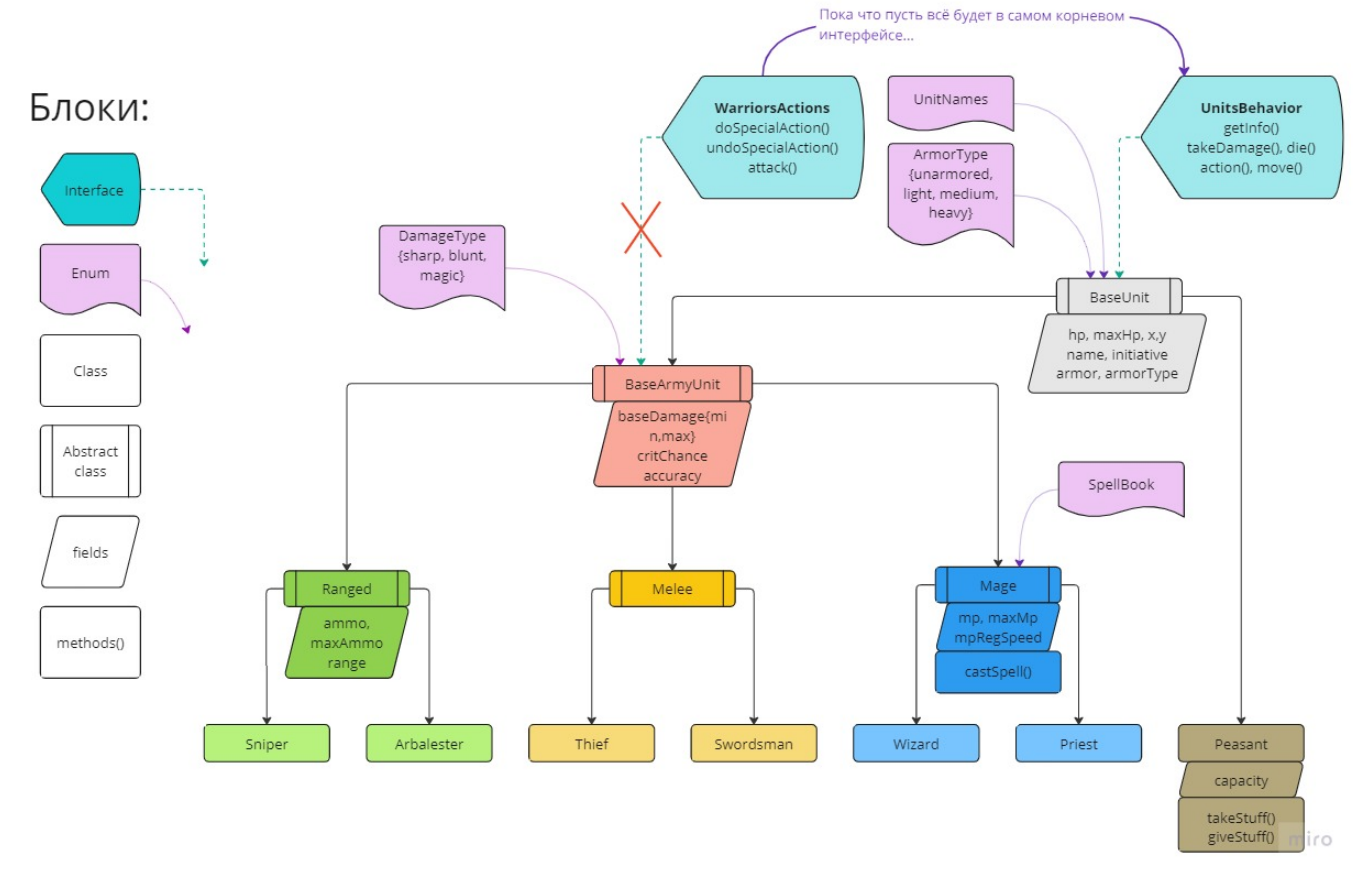 Пока что пусть всё будет в самом корневом
интерфейсе...
Блоки:
Interface
Enum
Class
Abstract
class
fields
methods()
WarriorsActions
doSpecialAction()
undoSpecialAction()
attack()
UnitNames
ArmorType
{unarmored,
light, medium,
heavy}
UnitsBehavior
getInfo()
takeDamage(), die()
action(), move()
DamageType
{sharp, blunt,
magic}
BaseUnit
hp, maxHp, x,y
name, initiative
armor, armorType
BaseArmyUnit
baseDamage{mi
n,max}
critChance
accuracy
SpellBook
Ranged
ammo,
maxAmmo
range
Melee
Mage
mp, maxMp
mpRegSpeed
castSpell()
Sniper
Arbalester
Thief
Swordsman
Wizard
Priest
Peasant
capacity
takeStuff()
giveStuff()
miro